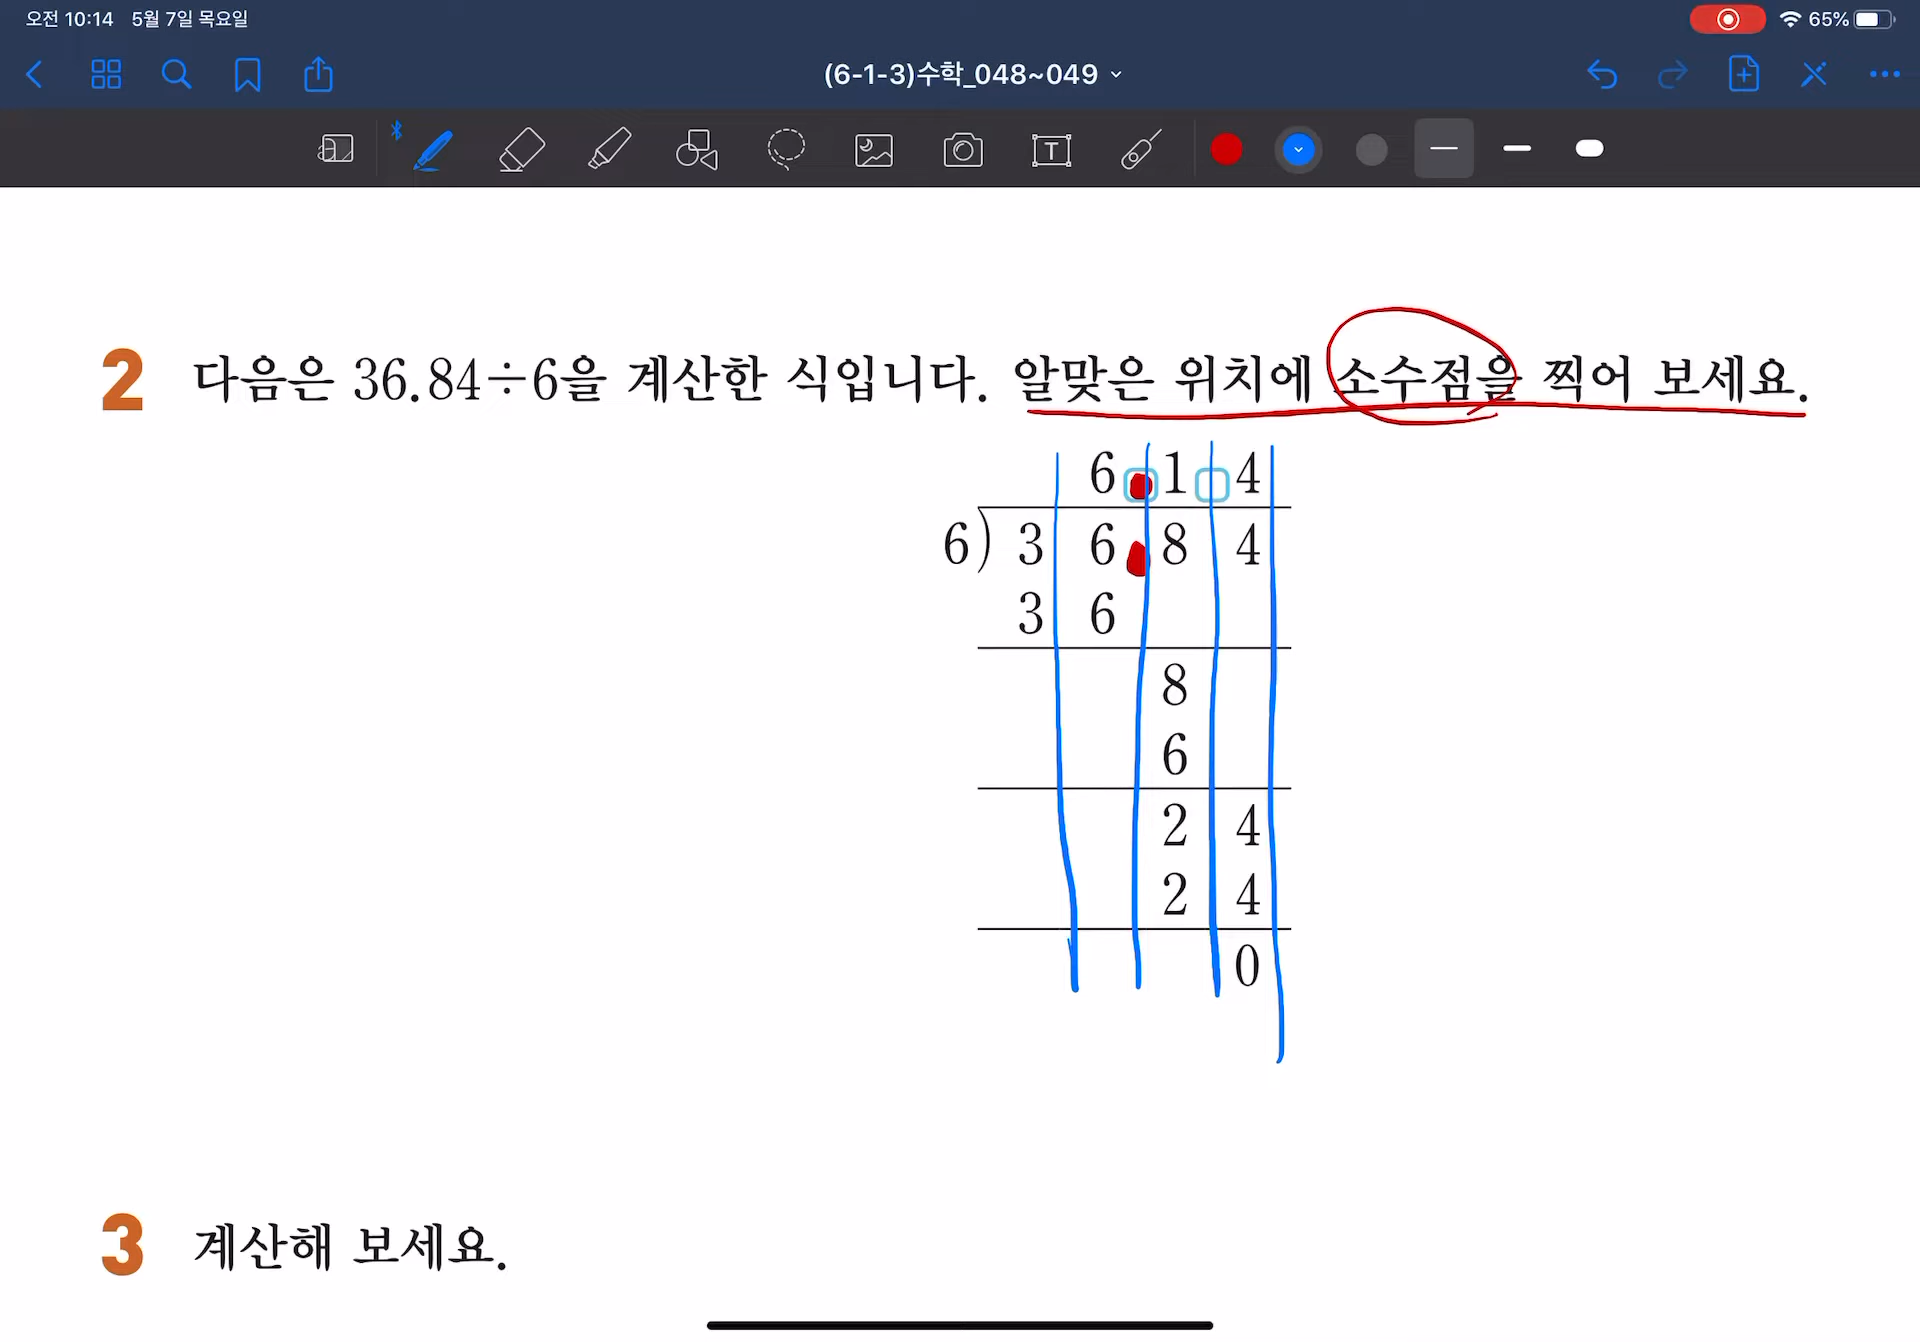 오전 10:14 5월 7일 목요일
65%
(6-1-3)수학_048~049
2 다음은 36.84÷6을 계산한 식입니다. 알맞은 위치에 소수점을 찍어 보세요.
6.1 4
6) 3 6.8 4
3 6
8
6
2 4
2 4
0
3 계산해 보세요.